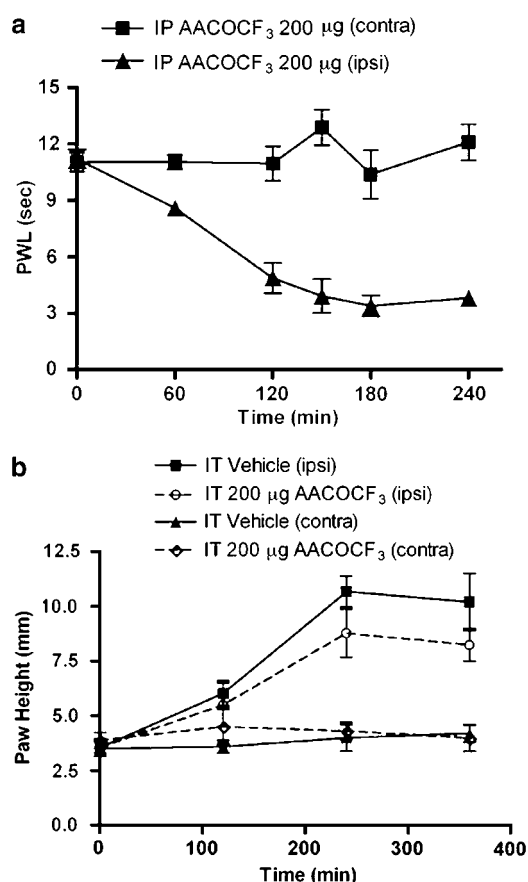 a
IP AACOCF₃ 200 μg (contra)
IP AACOCF₃ 200 μg (ipsi)
15
12
9
6
3
0
PWL (sec)
0 60 120 180 240
Time (min)
b
IT Vehicle (ipsi)
IT 200 μg AACOCF₃ (ipsi)
IT Vehicle (contra)
IT 200 μg AACOCF₃ (contra)
12.5
10.0
7.5
5.0
2.5
0.0
Paw Height (mm)
0 100 200 300 400
Time (min)